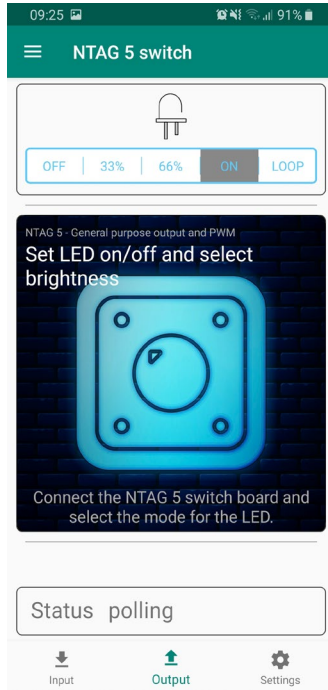 09:25 91%
NTAG 5 switch
OFF 33% 66% ON LOOP
NTAG 5 - General purpose output and PWM
Set LED on/off and select
brightness
Connect the NTAG 5 switch board and
select the mode for the LED.
Status polling
Input Output Settings